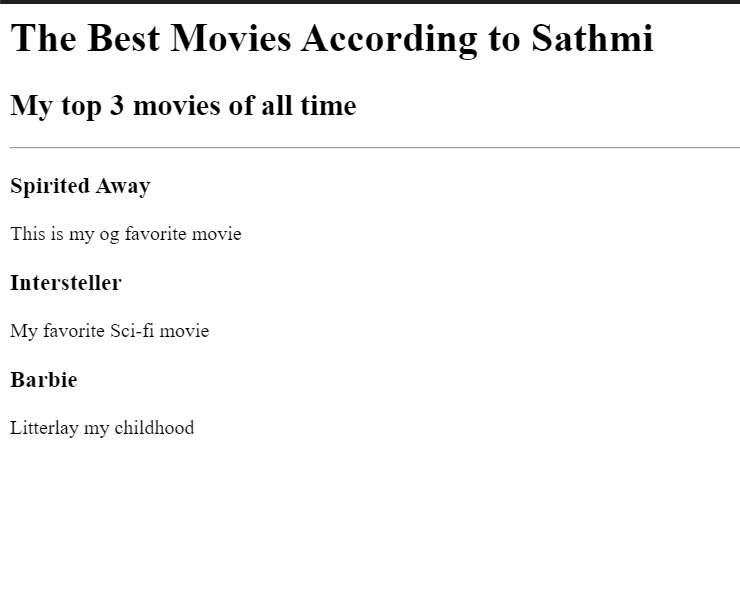 The Best Movies According to Sathmi
My top 3 movies of all time
Spirited Away
This is my og favorite movie
Intersteller
My favorite Sci-fi movie
Barbie
Litterlay my childhood